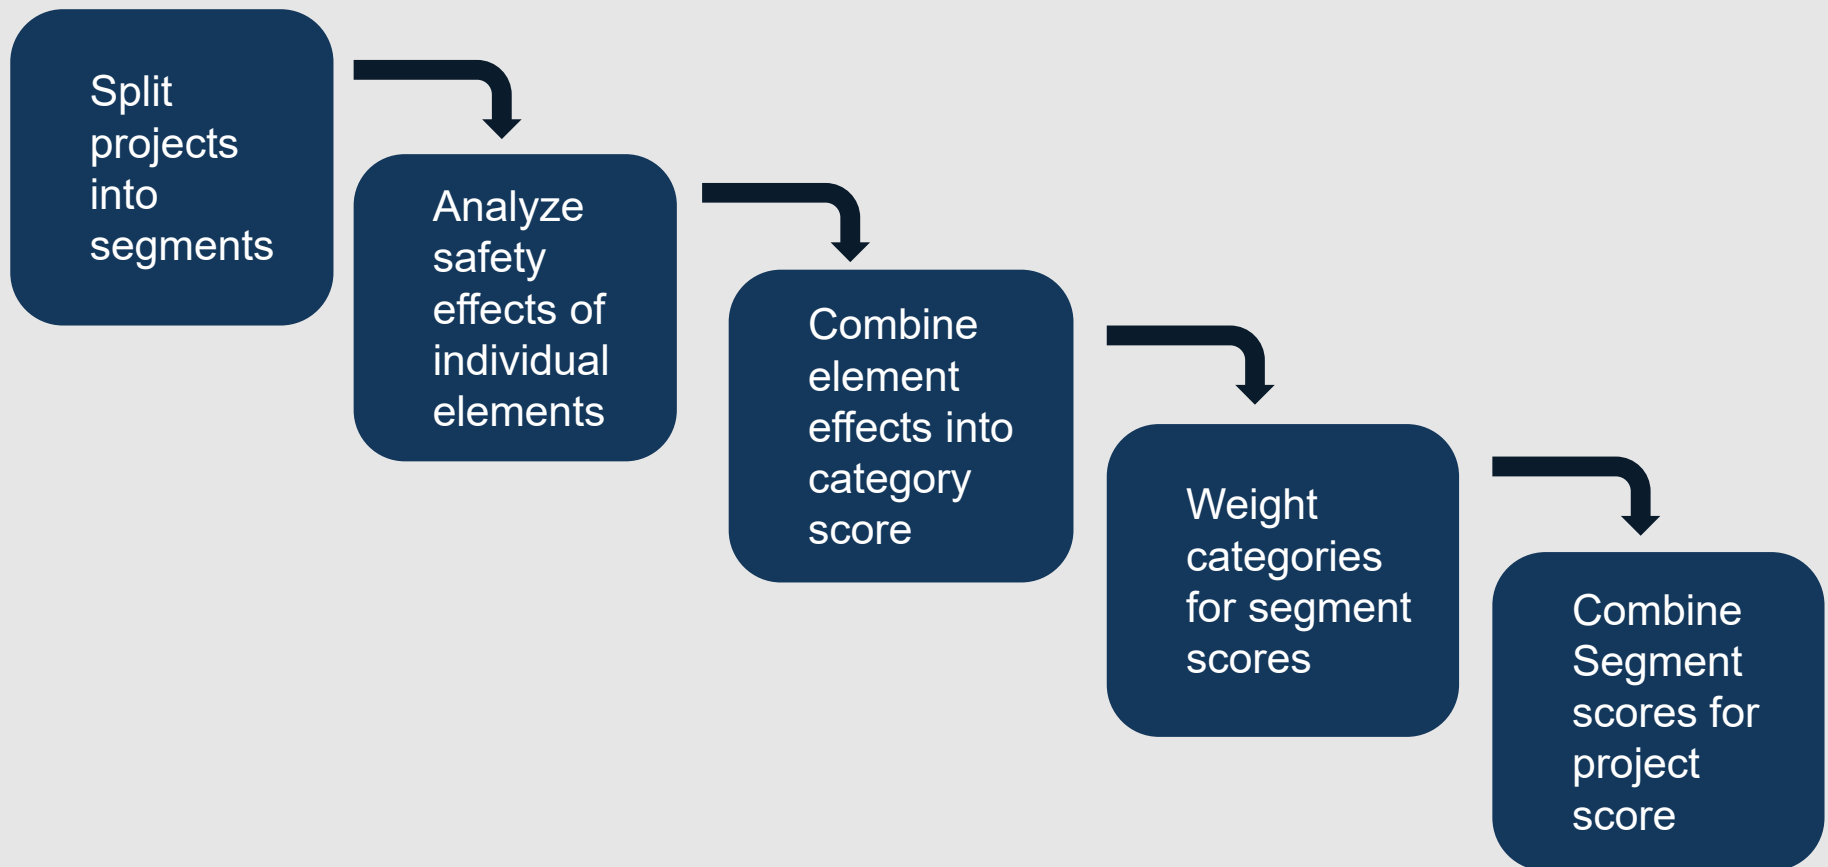 Split
projects
into
segments
Analyze
safety
effects of
individual
elements
Combine
element
effects into
category
score
Weight
categories
for segment
scores
Combine
Segment
scores for
project
score